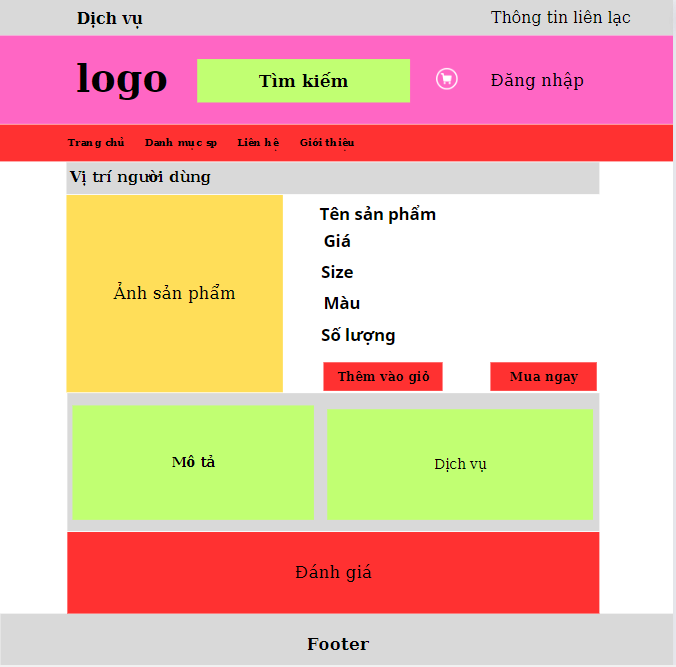 Dịch vụ
Thông tin liên lạc
logo
Tìm kiếm
Đăng nhập
Trang chủ
Danh mục sp
Liên hệ
Giới thiệu
Vị trí người dùng
Ảnh sản phẩm
Tên sản phẩm
Giá
Size
Màu
Số lượng
Thêm vào giỏ
Mua ngay
Mô tả
Dịch vụ
Đánh giá
Footer